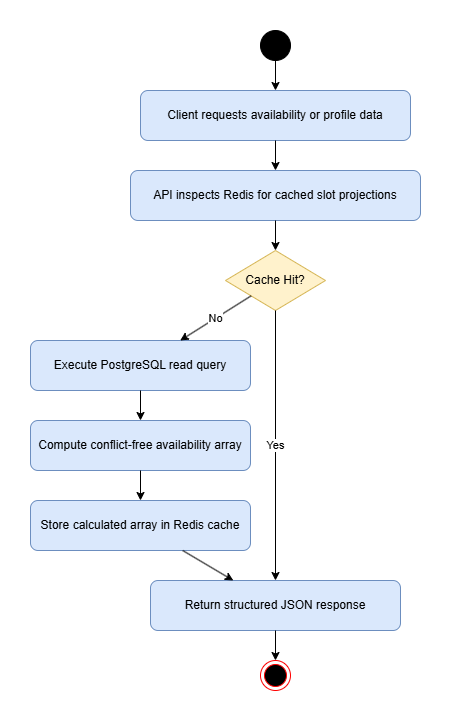 Client requests availability or profile data
API inspects Redis for cached slot projections
Cache Hit?
No
Execute PostgreSQL read query
Compute conflict-free availability array
Yes
Store calculated array in Redis cache
Return structured JSON response